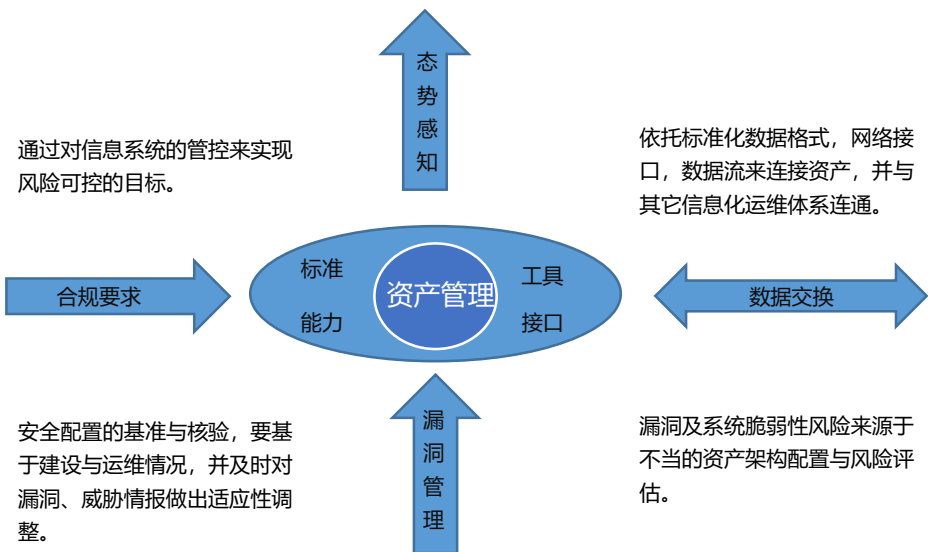 态势感知
通过对信息系统的管控来实现
风险可控的目标。
依托标准化数据格式，网络接
口，数据流来连接资产，并与
其它信息化运维体系连通。
合规要求
标准
能力
资产管理
工具
接口
数据交换
安全配置的基准与核验，要基
于建设与运维情况，并及时对
漏洞、威胁情报做出适应性调
整。
漏洞管理
漏洞及系统脆弱性风险来源于
不当的资产架构配置与风险评
估。